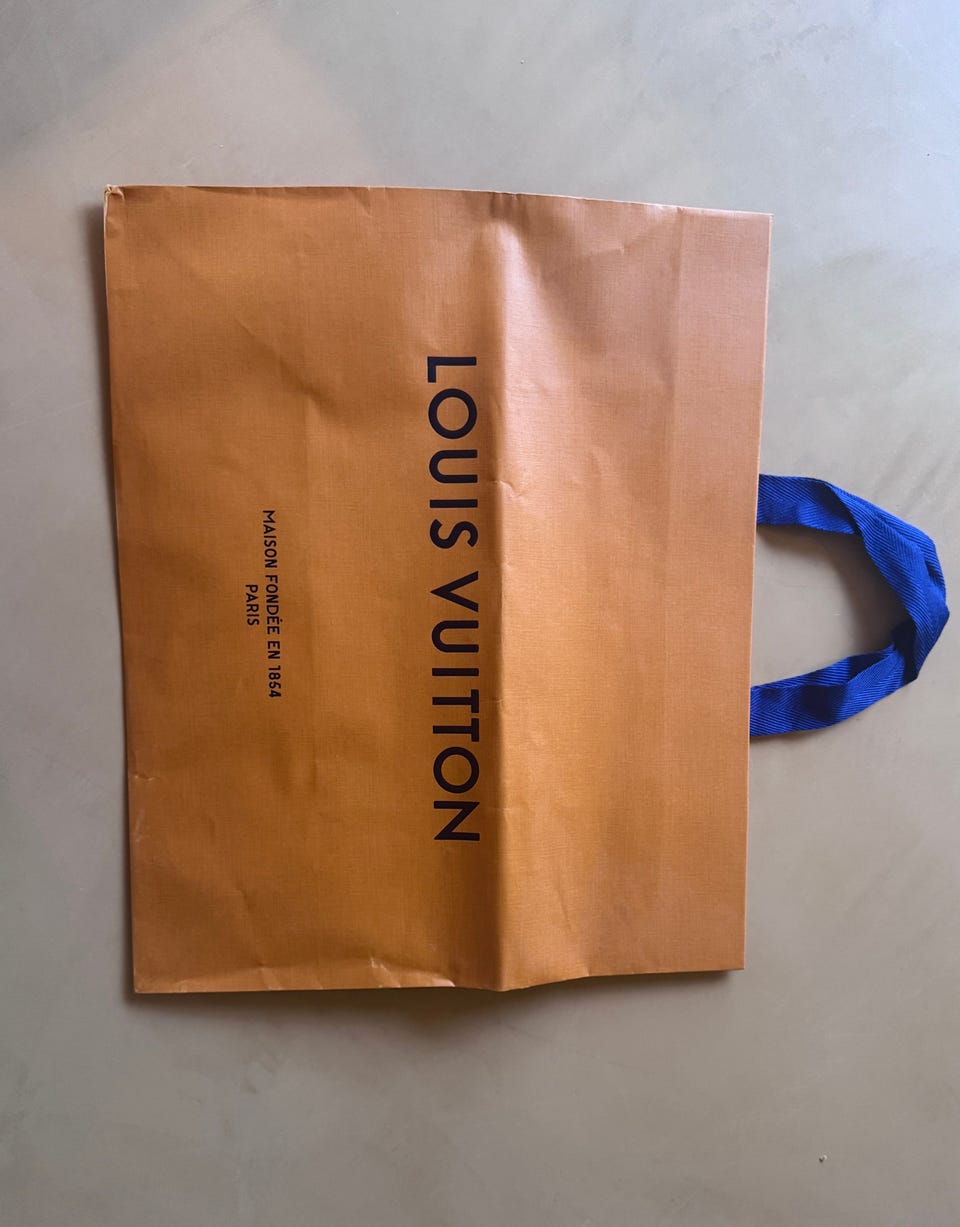 LOUIS VUITTON
MAISON FONDÉE EN 1854
PARIS